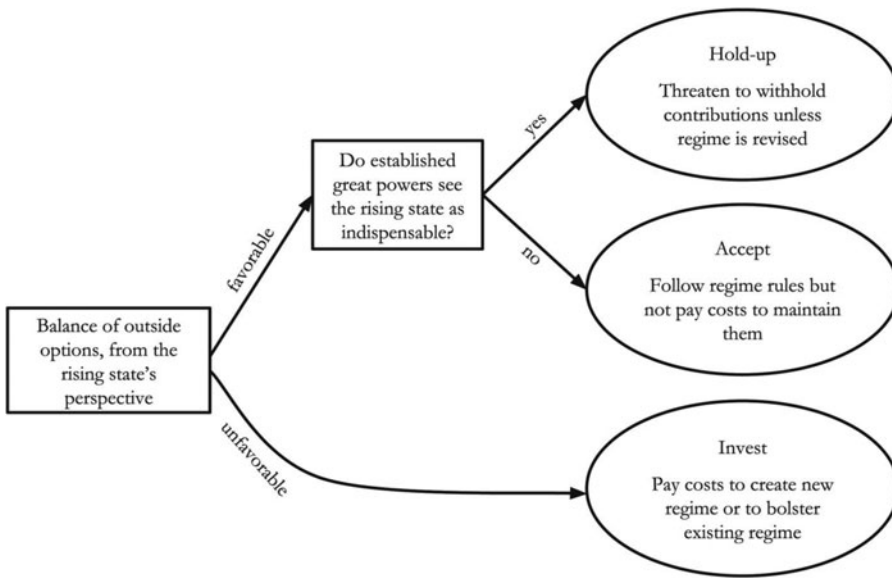 Balance of outside
options, from the
rising state's
perspective
favorable
unfavorable
Do established
great powers see
the rising state as
indispensable?
yes
no
Hold-up
Threaten to withhold
contributions unless
regime is revised
Accept
Follow regime rules but
not pay costs to maintain
them
Invest
Pay costs to create new
regime or to bolster
existing regime